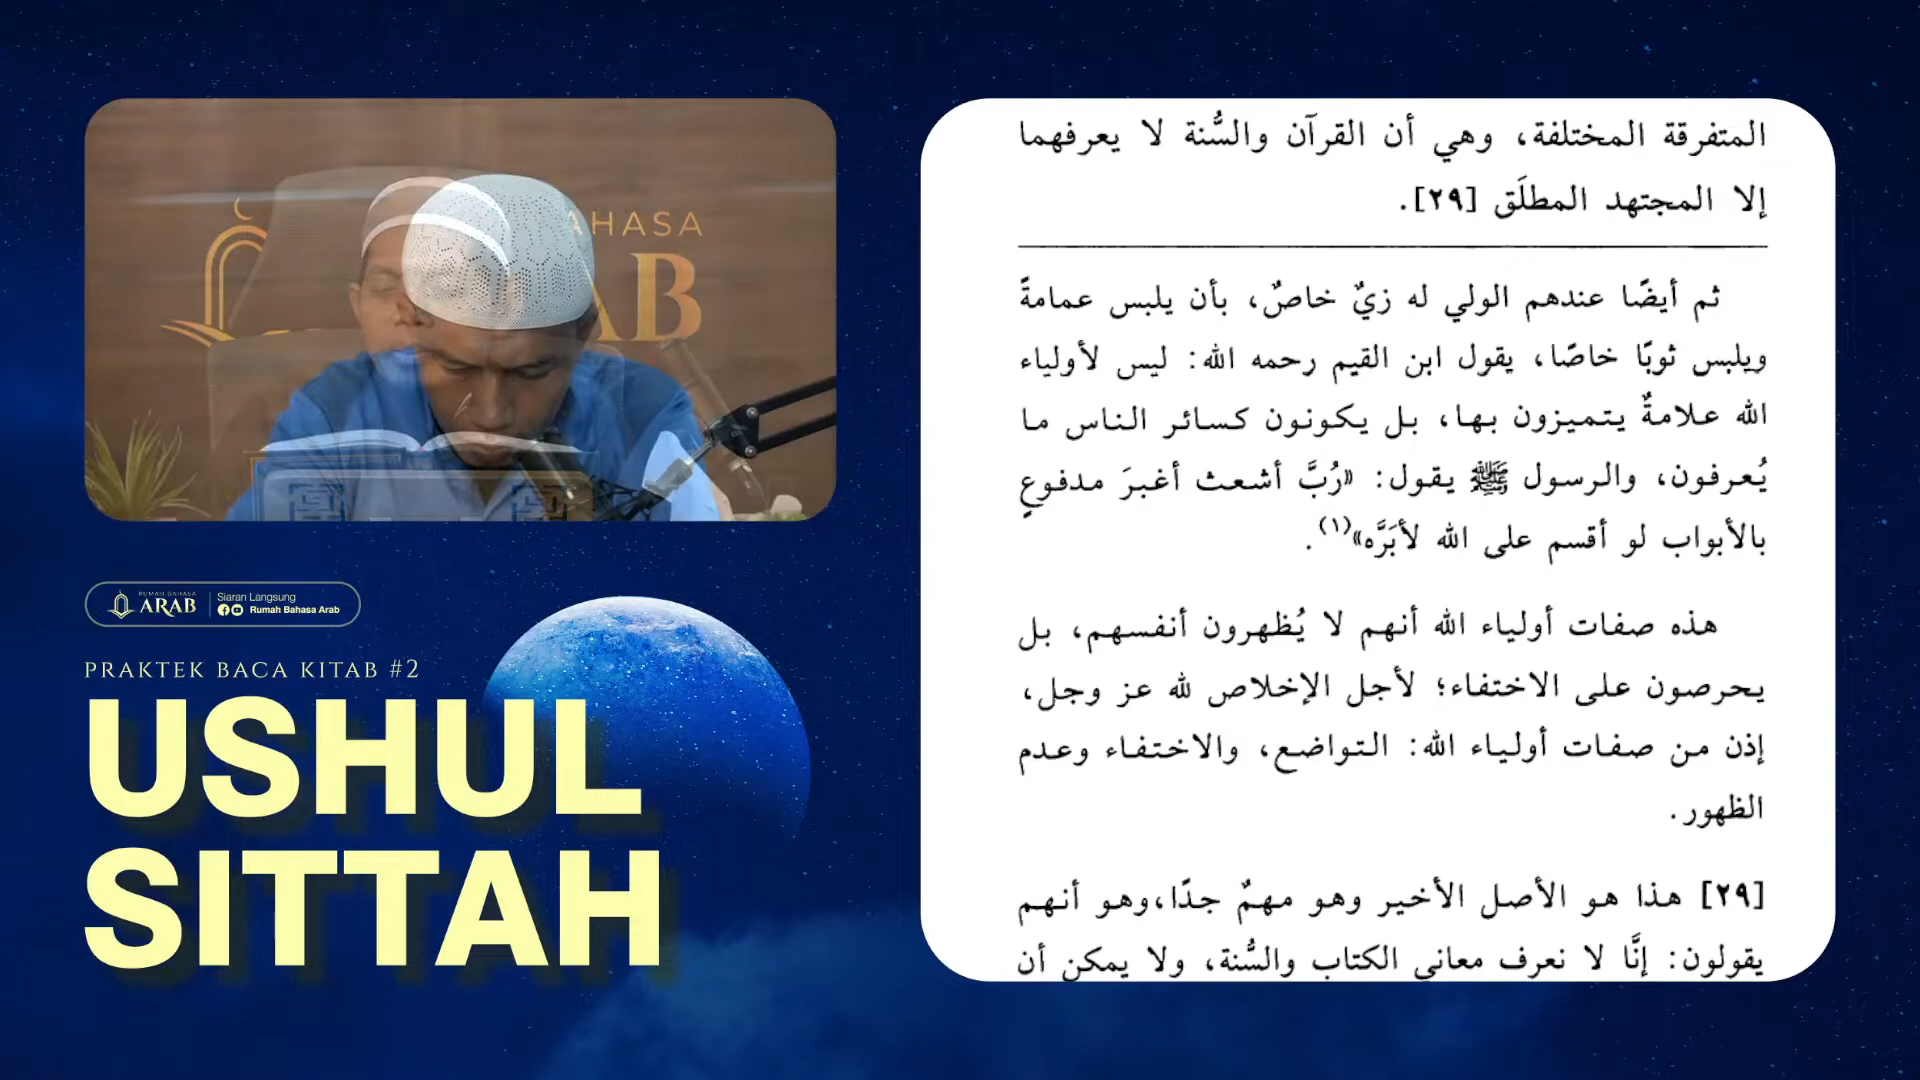 AHASA
AB
RUMAH BAHASA
ARAB
Siaran Langsung
Rumah Bahasa Arab
PRAKTEK BACA KITAB #2
USHUL
SITTAH
المتفرقة المختلفة، وهي أن القرآن والسُّنة لا يعرفهما
إلا المجتهد المطلَق [٢٩].
ثم أيضًا عندهم الولي له زيٌ خاصٌ، بأن يلبس عمامةً
ويلبس ثوبًا خاصًا، يقول ابن القيم رحمه الله: ليس لأولياء
الله علامةٌ يتميزون بها، بل يكونون كسائر الناس ما
يُعرفون، والرسول ﷺ يقول: «رُبَّ أشعث أغبرَ مدفوعٍ
بالأبواب لو أقسم على الله لأبَرَّه»(١).
هذه صفات أولياء الله أنهم لا يُظهرون أنفسهم، بل
يحرصون على الاختفاء؛ لأجل الإخلاص لله عز وجل،
إذن من صفات أولياء الله: التواضع، والاختفاء وعدم
الظهور.
[٢٩] هذا هو الأصل الأخير وهو مهمٌ جدًا،وهو أنهم
يقولون: إنَّا لا نعرف معاني الكتاب والسُّنة، ولا يمكن أن